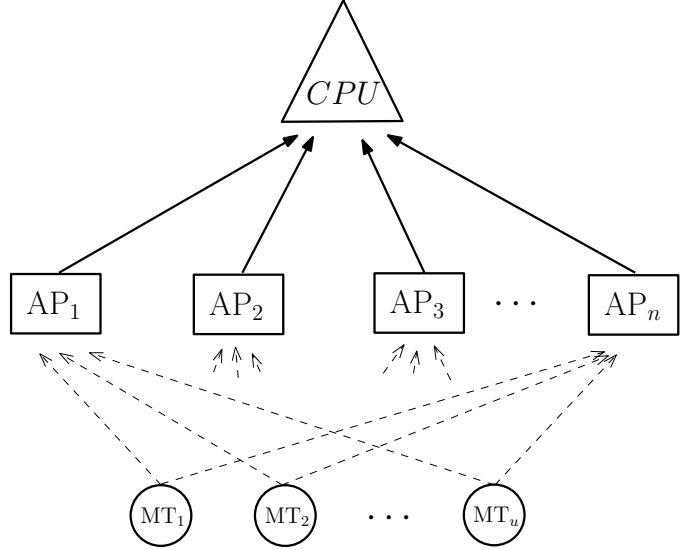 CPU
AP₁ AP₂ AP₃ ··· APₙ
MT₁ MT₂ ··· MTᵤ